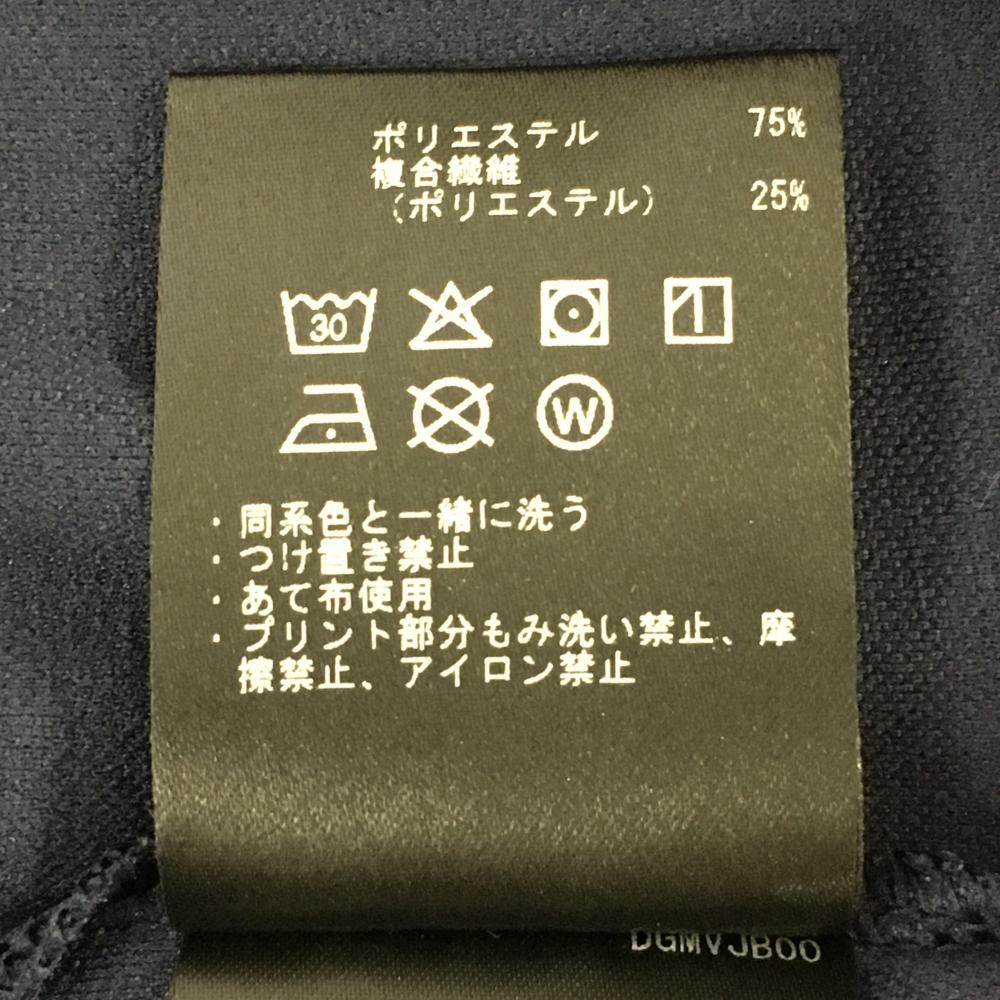 ポリエステル 75%
複合繊維
(ポリエステル) 25%
30
W
・同系色と一緒に洗う
・つけ置き禁止
・あて布使用
・プリント部分もみ洗い禁止、摩
擦禁止、アイロン禁止
DGMVJB00